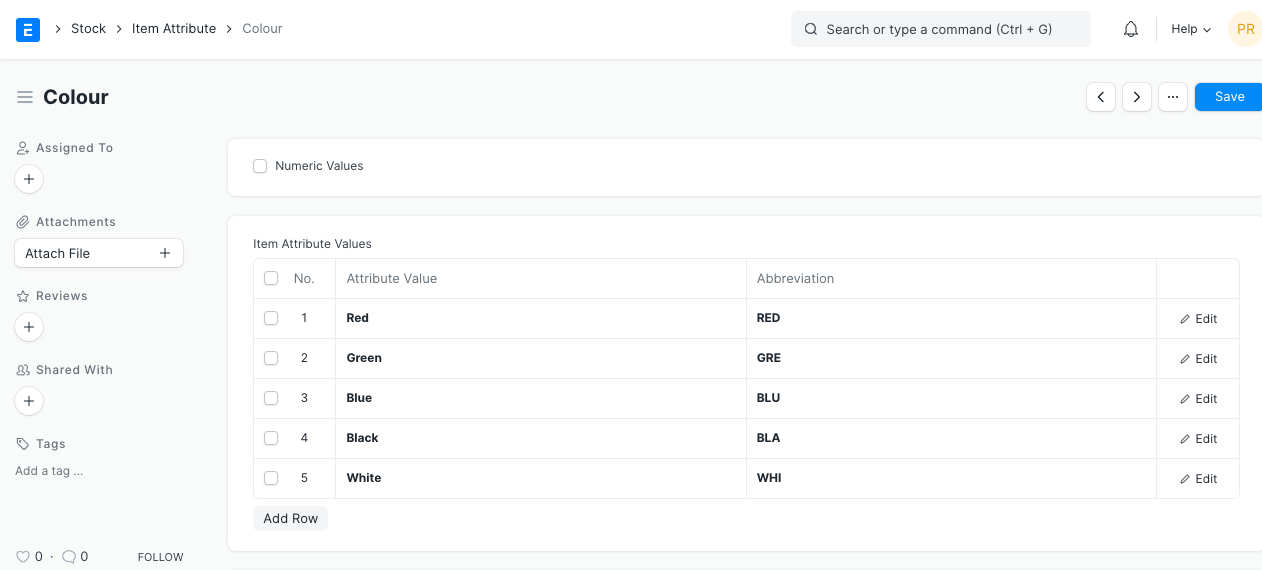 E Stock Item Attribute Colour Search or type a command (Ctrl + G) Help PR
Colour ... Save
Assigned To
Numeric Values
Attachments
Attach File
Reviews
Shared With
Tags
Add a tag ...
Item Attribute Values
No. Attribute Value Abbreviation
1 Red RED Edit
2 Green GRE Edit
3 Blue BLU Edit
4 Black BLA Edit
5 White WHI Edit
Add Row
0 · 0 FOLLOW